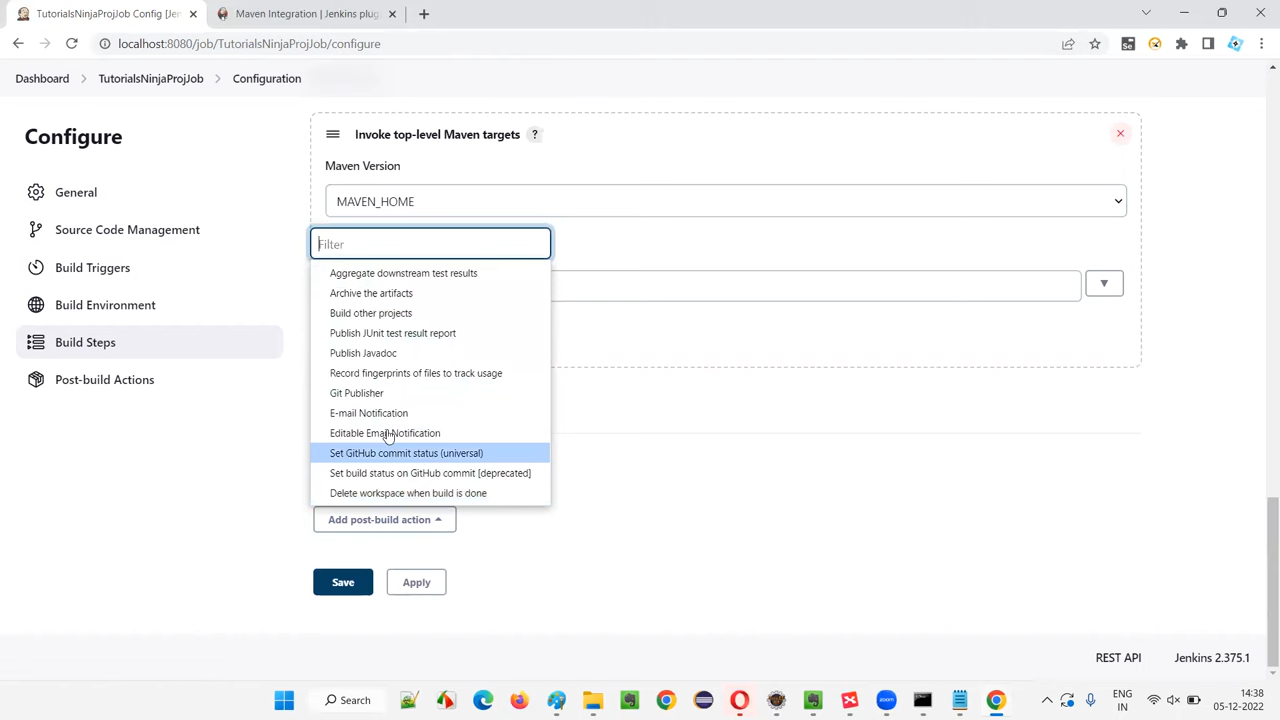 TutorialsNinjaProjJob Config [Jen
Maven Integration | Jenkins plug
localhost:8080/job/TutorialsNinjaProjJob/configure
Dashboard
TutorialsNinjaProjJob
Configuration
Configure
General
Source Code Management
Build Triggers
Build Environment
Build Steps
Post-build Actions
Invoke top-level Maven targets ?
Maven Version
MAVEN_HOME
Filter
Aggregate downstream test results
Archive the artifacts
Build other projects
Publish JUnit test result report
Publish Javadoc
Record fingerprints of files to track usage
Git Publisher
E-mail Notification
Editable Email Notification
Set GitHub commit status (universal)
Set build status on GitHub commit [deprecated]
Delete workspace when build is done
Add post-build action
Save
Apply
REST API
Jenkins 2.375.1
Search
zoom
ENG
IN
14:38
05-12-2022